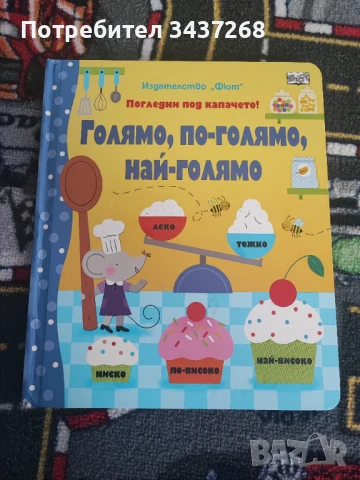 Потребител 3437268
Издателство „Фют“
Погледни под капачето!
Голямо, по-голямо,
най-голямо
леко
тежко
ниско
по-високо
най-високо
BAZAR